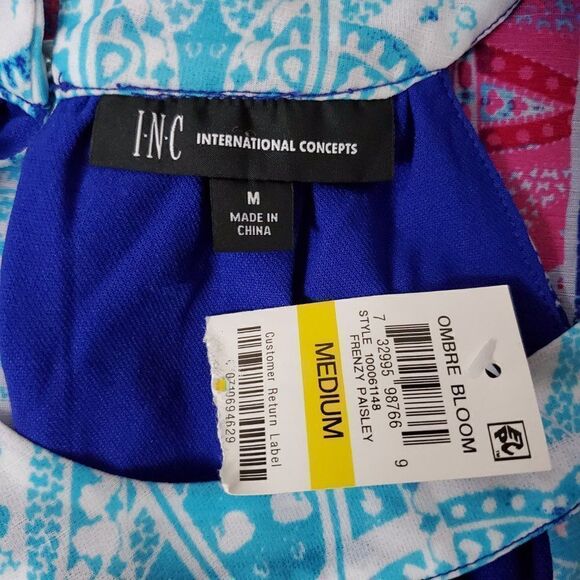 I·N·C INTERNATIONAL CONCEPTS
M
MADE IN
CHINA
OMBRE BLOOM
7 32995 98766 9
STYLE 100061148
FRENZY PAISLEY
MEDIUM
Customer Return Label
0710694629